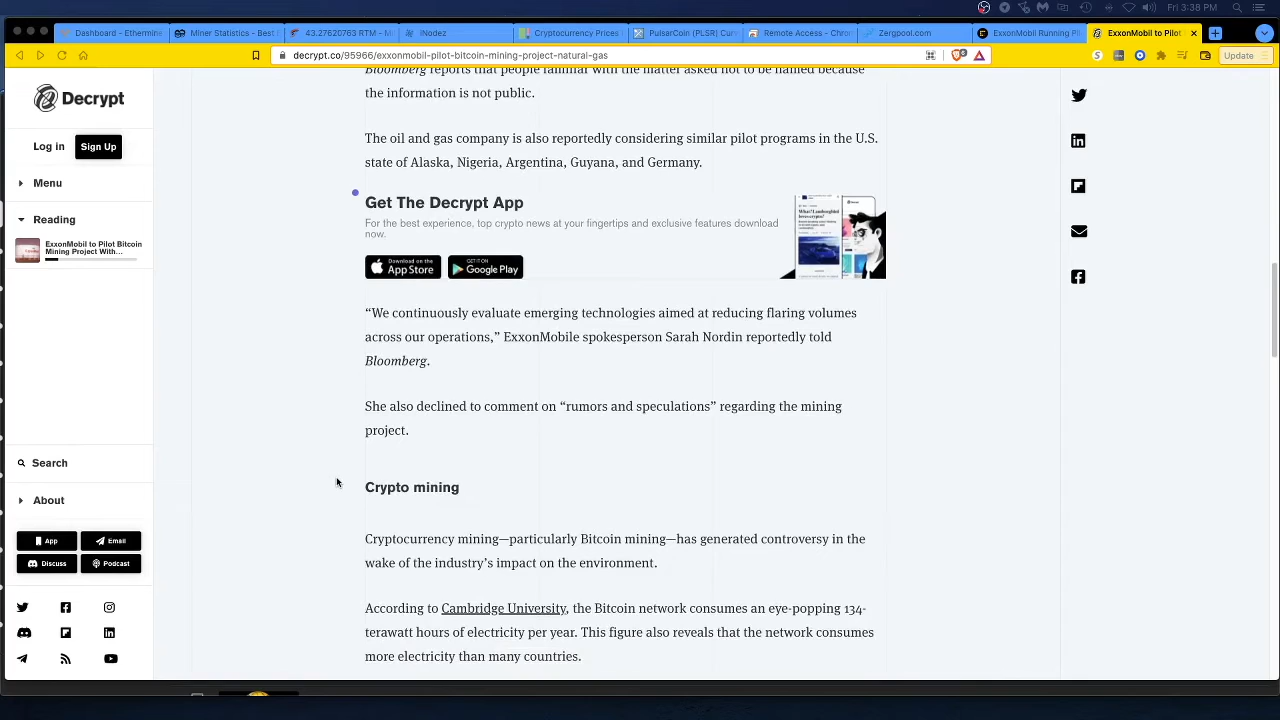 Fri 3:38 PM
Dashboard - Ethermine
Miner Statistics - Best E
43.27620763 RTM - M
iNodez
Cryptocurrency Prices
PulsarCoin (PLSR) Curr
Remote Access - Chron
Zergpool.com
ExxonMobil Running Pi
ExxonMobil to Pilot
decrypt.co/95966/exxonmobil-pilot-bitcoin-mining-project-natural-gas
Update
Decrypt
Log in
Sign Up
Menu
Reading
ExxonMobil to Pilot Bitcoin
Mining Project With...
Search
About
App
Email
Discuss
Podcast
Bloomberg reports that people familiar with the matter asked not to be named because
the information is not public.
The oil and gas company is also reportedly considering similar pilot programs in the U.S.
state of Alaska, Nigeria, Argentina, Guyana, and Germany.
Get The Decrypt App
For the best experience, top crypto news at your fingertips and exclusive features download
now.
Download on the
App Store
GET IT ON
Google Play
“We continuously evaluate emerging technologies aimed at reducing flaring volumes
across our operations,” ExxonMobile spokesperson Sarah Nordin reportedly told
Bloomberg.
She also declined to comment on “rumors and speculations” regarding the mining
project.
Crypto mining
Cryptocurrency mining—particularly Bitcoin mining—has generated controversy in the
wake of the industry’s impact on the environment.
According to Cambridge University, the Bitcoin network consumes an eye-popping 134-
terawatt hours of electricity per year. This figure also reveals that the network consumes
more electricity than many countries.